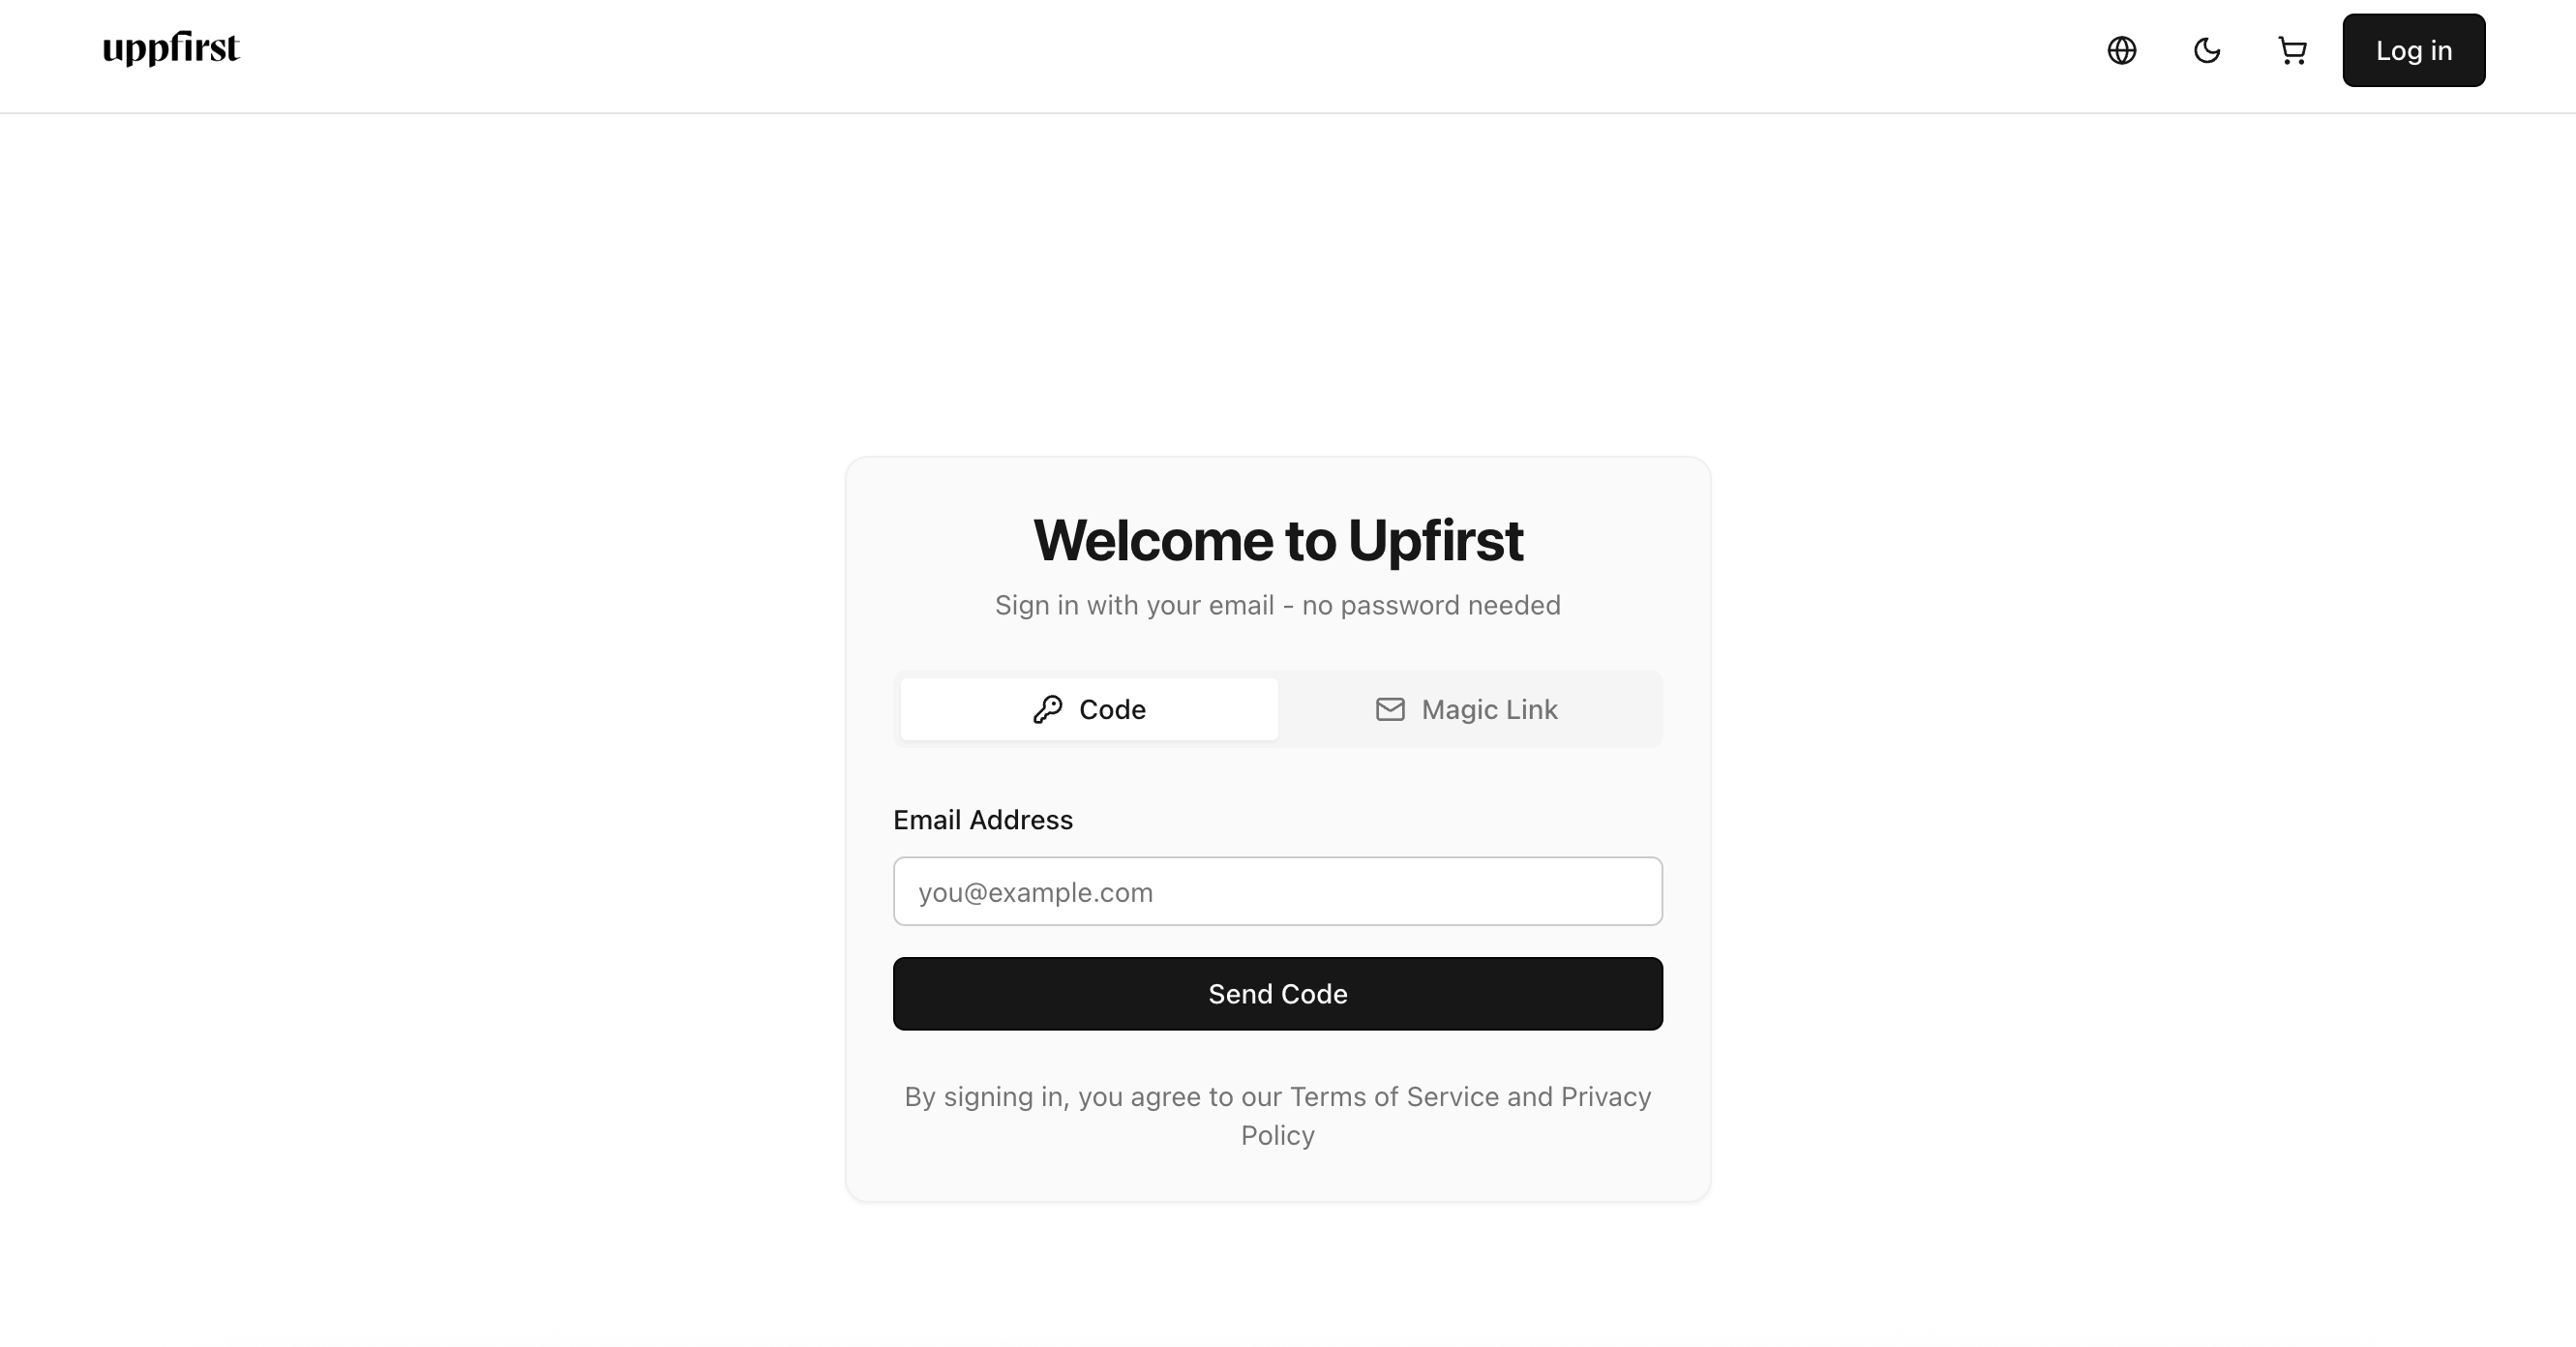 uppfirst
Log in
Welcome to Upfirst
Sign in with your email - no password needed
Code
Magic Link
Email Address
you@example.com
Send Code
By signing in, you agree to our Terms of Service and Privacy
Policy